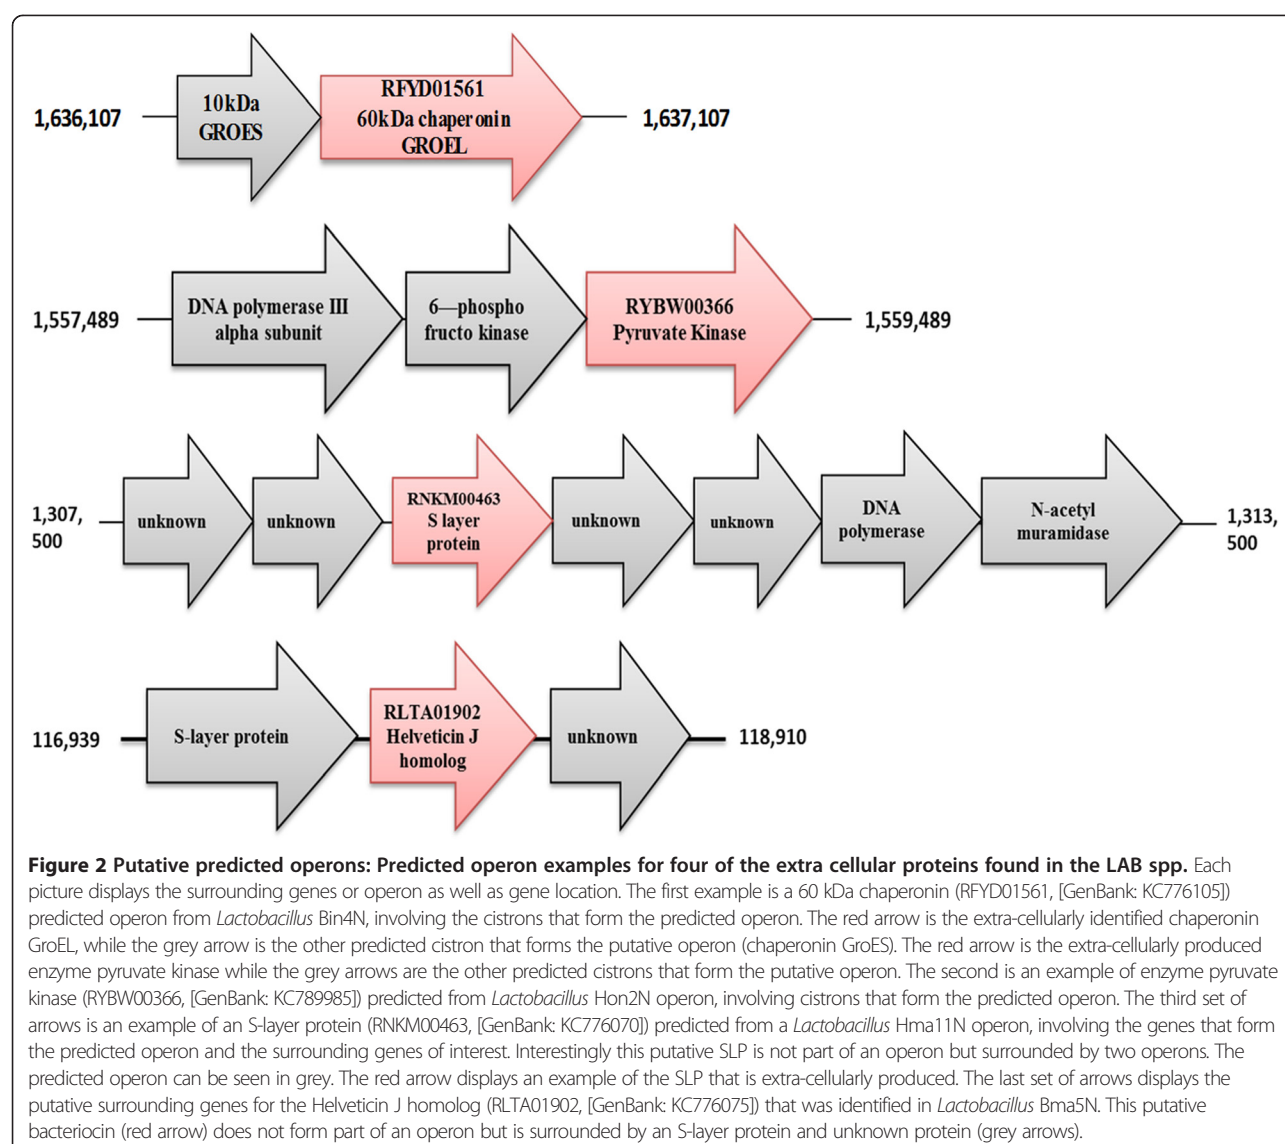 10kDa
GROES
RFYD01561
60kDa chaperonin
GROEL
1,636,107
1,637,107
DNA polymerase III
alpha subunit
6—phospho
fructo kinase
RYBW00366
Pyruvate Kinase
1,557,489
1,559,489
1,307,
500
unknown
unknown
RNKM00463
S layer
protein
unknown
unknown
DNA
polymerase
N-acetyl
muramidase
1,313,
500
116,939
S-layer protein
RLTA01902
Helveticin J
homolog
unknown
118,910
Figure 2 Putative predicted operons: Predicted operon examples for four of the extra cellular proteins found in the LAB spp. Each
picture displays the surrounding genes or operon as well as gene location. The first example is a 60 kDa chaperonin (RFYD01561, [GenBank: KC776105])
predicted operon from Lactobacillus Bin4N, involving the cistrons that form the predicted operon. The red arrow is the extra-cellularly identified chaperonin
GroEL, while the grey arrow is the other predicted cistron that forms the putative operon (chaperonin GroES). The red arrow is the extra-cellularly produced
enzyme pyruvate kinase while the grey arrows are the other predicted cistrons that form the putative operon. The second is an example of enzyme pyruvate
kinase (RYBW00366, [GenBank: KC789985]) predicted from Lactobacillus Hon2N operon, involving cistrons that form the predicted operon. The third set of
arrows is an example of an S-layer protein (RNKM00463, [GenBank: KC776070]) predicted from a Lactobacillus Hma11N operon, involving the genes that form
the predicted operon and the surrounding genes of interest. Interestingly this putative SLP is not part of an operon but surrounded by two operons. The
predicted operon can be seen in grey. The red arrow displays an example of the SLP that is extra-cellularly produced. The last set of arrows displays the
putative surrounding genes for the Helveticin J homolog (RLTA01902, [GenBank: KC776075]) that was identified in Lactobacillus Bma5N. This putative
bacteriocin (red arrow) does not form part of an operon but is surrounded by an S-layer protein and unknown protein (grey arrows).